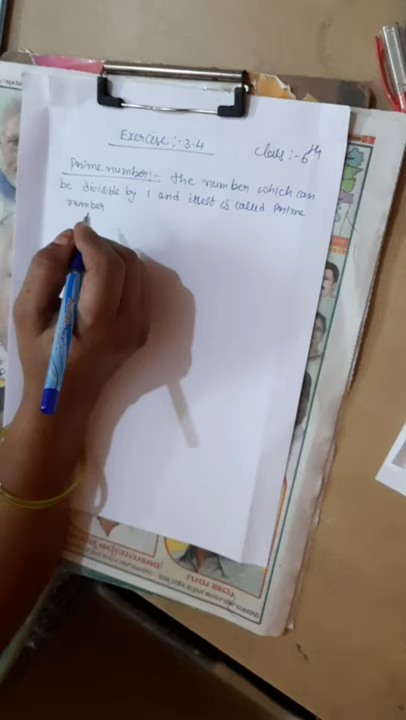 Exercise :- 3.4
Class :- 6th
Prime number :- The number which can
be divisible by 1 and itself is called prime
number